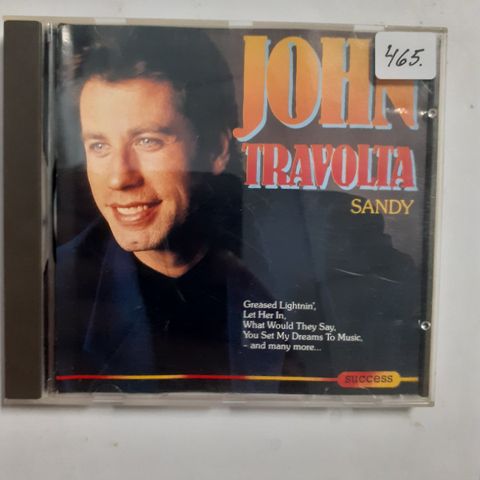 465.
JOHN
TRAVOLTA
SANDY
Greased Lightnin',
Let Her In,
What Would They Say,
You Set My Dreams To Music,
- and many more...
success